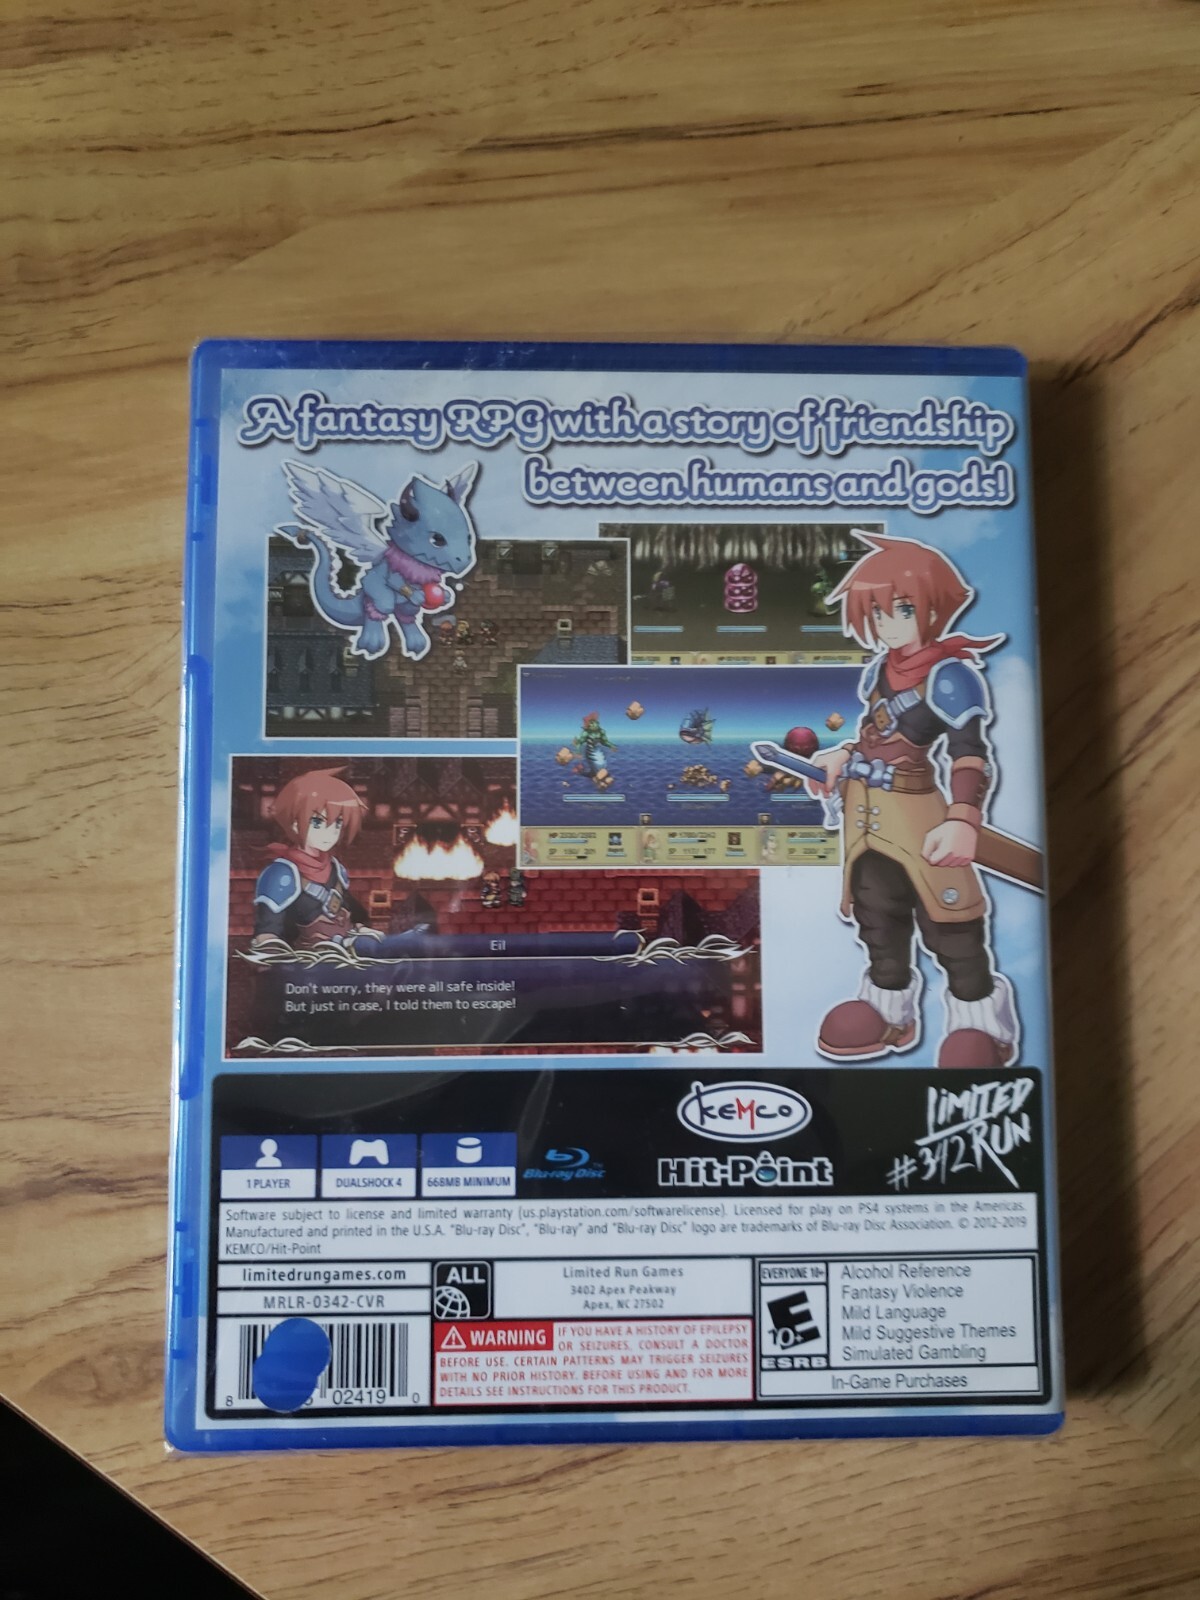 A fantasy RPG with a story of friendship
between humans and gods!
Eil
Don't worry, they were all safe inside!
But just in case, I told them to escape!
KEMCO
Hit-Point
LIMITED
RUN
#342
1 PLAYER
DUALSHOCK 4
668MB MINIMUM
Blu-ray Disc
Software subject to license and limited warranty (us.playstation.com/softwarelicense). Licensed for play on PS4 systems in the Americas.
Manufactured and printed in the U.S.A. "Blu-ray Disc", "Blu-ray" and "Blu-ray Disc" logo are trademarks of Blu-ray Disc Association. © 2012-2019
KEMCO/Hit-Point
limitedrungames.com
MRLR-0342-CVR
8 02419 0
ALL
Limited Run Games
3402 Apex Peakway
Apex, NC 27502
WARNING IF YOU HAVE A HISTORY OF EPILEPSY
OR SEIZURES, CONSULT A DOCTOR
BEFORE USE. CERTAIN PATTERNS MAY TRIGGER SEIZURES
WITH NO PRIOR HISTORY. BEFORE USING AND FOR MORE
DETAILS SEE INSTRUCTIONS FOR THIS PRODUCT.
EVERYONE 10+
E
10+
ESRB
Alcohol Reference
Fantasy Violence
Mild Language
Mild Suggestive Themes
Simulated Gambling
In-Game Purchases